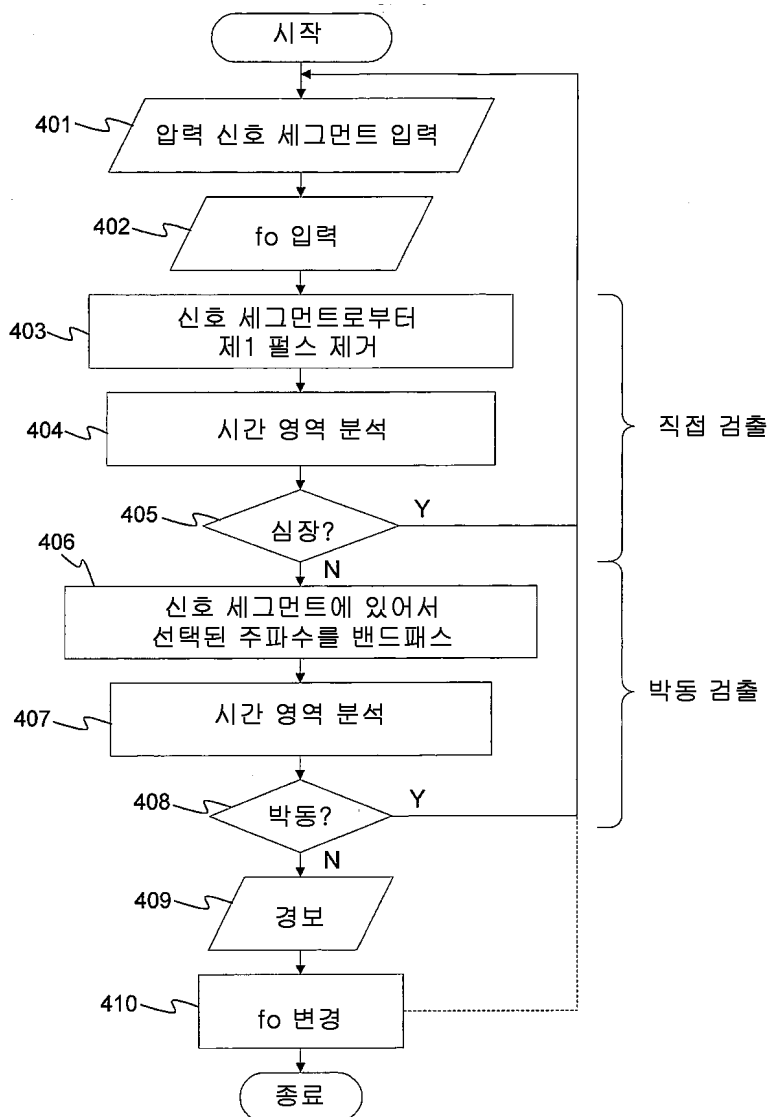 시작
401
압력 신호 세그먼트 입력
402
fo 입력
403
신호 세그먼트로부터
제1 펄스 제거
404
시간 영역 분석
직접 검출
405
심장?
Y
N
406
신호 세그먼트에 있어서
선택된 주파수를 밴드패스
407
시간 영역 분석
박동 검출
408
박동?
Y
N
409
경보
410
fo 변경
종료